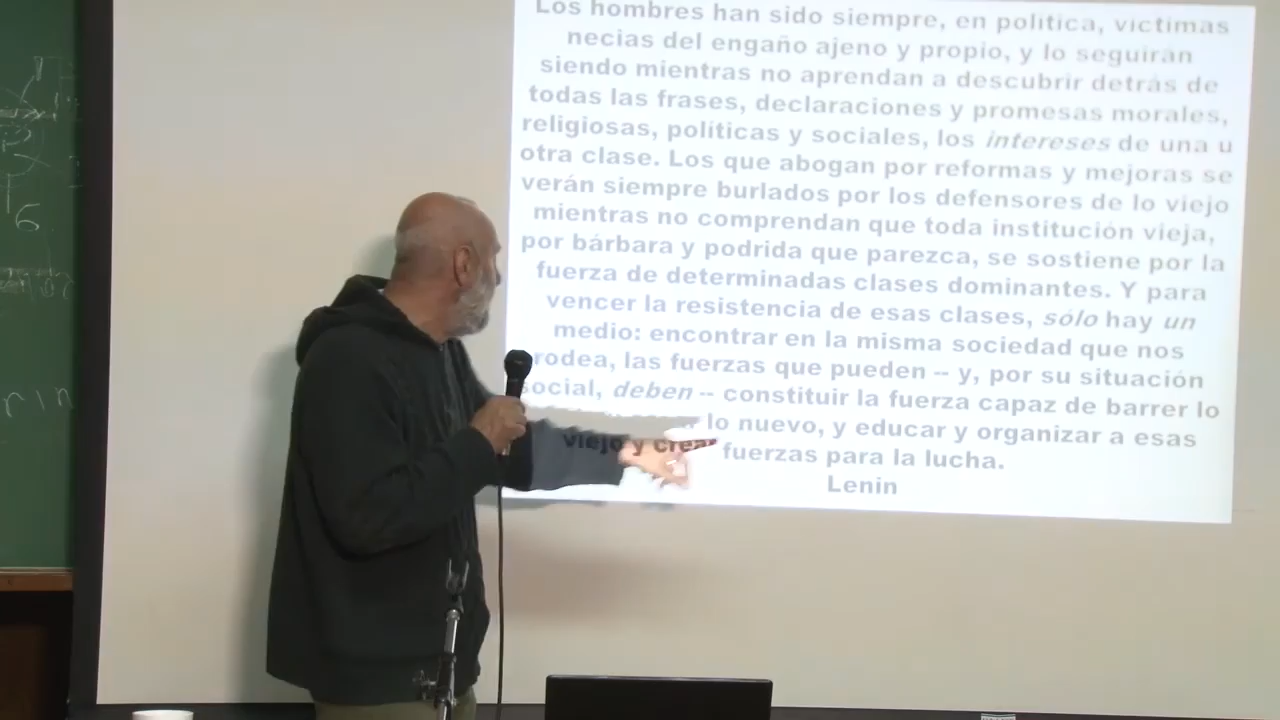 Los hombres han sido siempre, en política, víctimas
necias del engaño ajeno y propio, y lo seguirán
siendo mientras no aprendan a descubrir detrás de
todas las frases, declaraciones y promesas morales,
religiosas, políticas y sociales, los intereses de una u
otra clase. Los que abogan por reformas y mejoras se
verán siempre burlados por los defensores de lo viejo
mientras no comprendan que toda institución vieja,
por bárbara y podrida que parezca, se sostiene por la
fuerza de determinadas clases dominantes. Y para
vencer la resistencia de esas clases, sólo hay un
medio: encontrar en la misma sociedad que nos
rodea, las fuerzas que pueden -- y, por su situación
social, deben -- constituir la fuerza capaz de barrer lo
viejo y crear lo nuevo, y educar y organizar a esas
fuerzas para la lucha.
Lenin
6